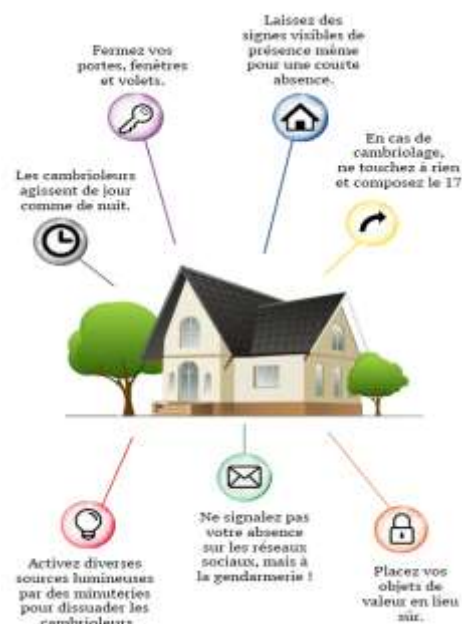 Fermez vos
portes, fenêtres
et volets.
Laissez des
signes visibles de
présence même
pour une courte
absence.
Les cambrioleurs
agissent de jour
comme de nuit.
En cas de
cambriolage,
ne touchez à rien
et composez le 17
Activez diverses
sources lumineuses
par des minuteries
pour dissuader les
cambrioleurs
Ne signalez pas
votre absence
sur les réseaux
sociaux, mais à
la gendarmerie !
Placez vos
objets de
valeur en lieu
sûr.